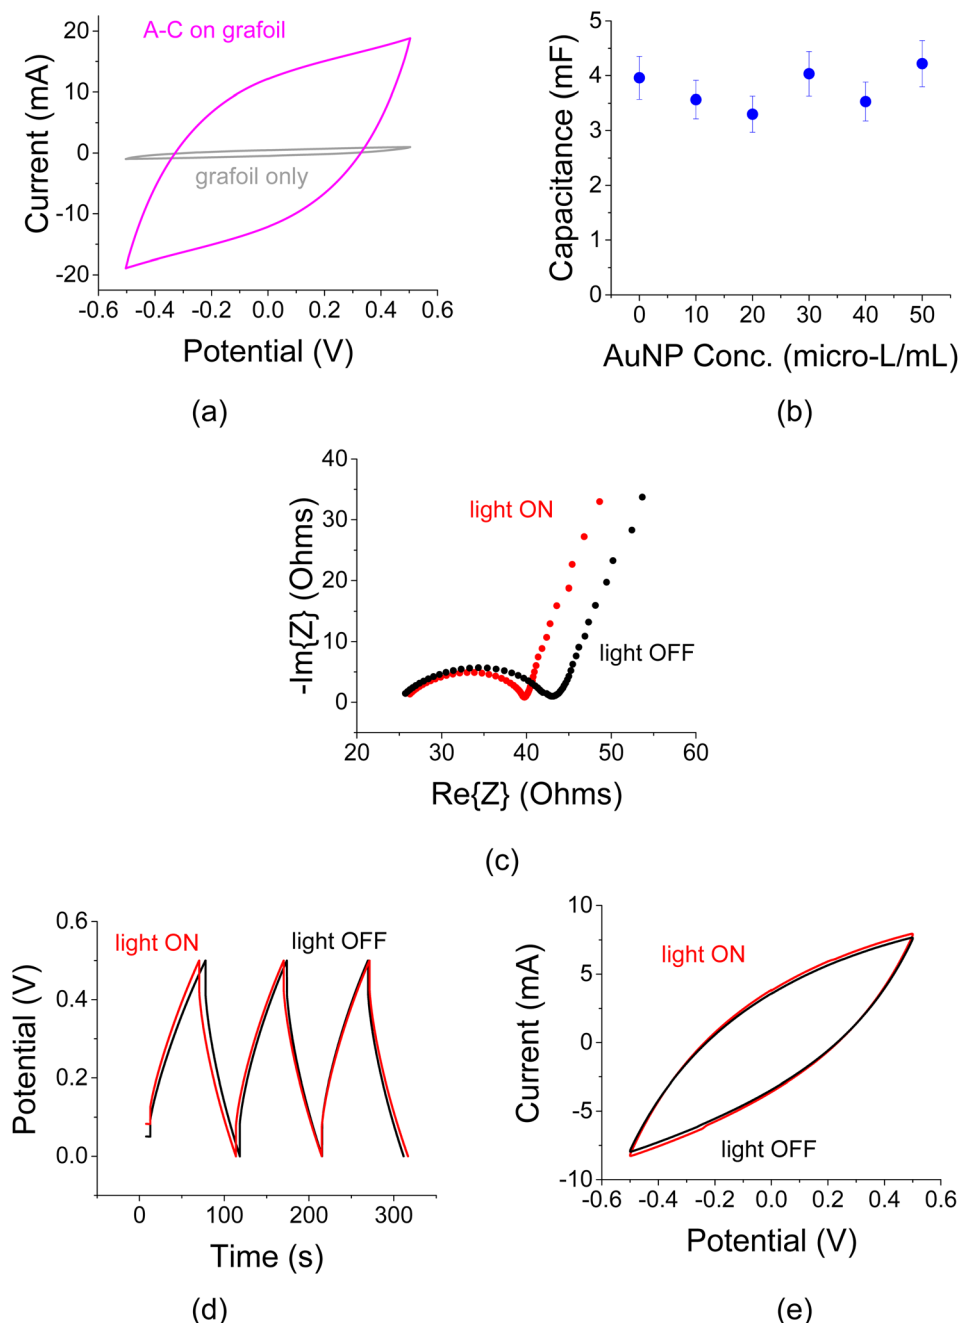 A-C on grafoil
grafoil only
Current (mA)
20
10
0
-10
-20
-0.6 -0.4 -0.2 0.0 0.2 0.4 0.6
Potential (V)
(a)
Capacitance (mF)
5
4
3
2
1
0
0 10 20 30 40 50
AuNP Conc. (micro-L/mL)
(b)
-Im{Z} (Ohms)
40
30
20
10
0
light ON
light OFF
20 30 40 50 60
Re{Z} (Ohms)
(c)
Potential (V)
0.6
0.4
0.2
0.0
light ON
light OFF
0 100 200 300
Time (s)
(d)
Current (mA)
10
5
0
-5
-10
light ON
light OFF
-0.6 -0.4 -0.2 0.0 0.2 0.4 0.6
Potential (V)
(e)